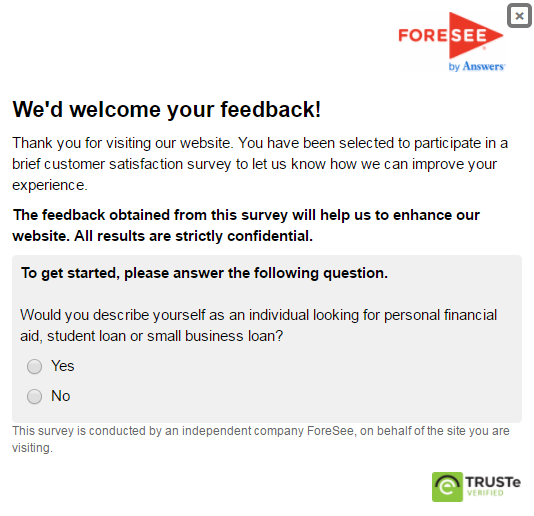 FORESEE
by Answers
We'd welcome your feedback!
Thank you for visiting our website. You have been selected to participate in a
brief customer satisfaction survey to let us know how we can improve your
experience.
The feedback obtained from this survey will help us to enhance our
website. All results are strictly confidential.
To get started, please answer the following question.
Would you describe yourself as an individual looking for personal financial
aid, student loan or small business loan?
Yes
No
This survey is conducted by an independent company ForeSee, on behalf of the site you are
visiting.
TRUSTe
VERIFIED